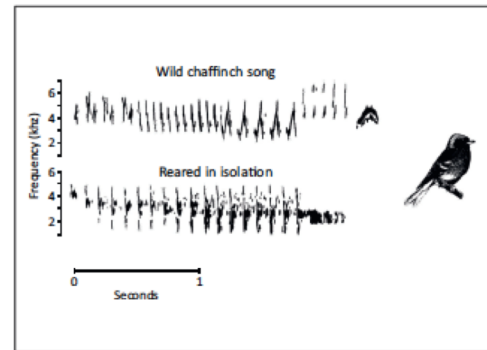 Wild chaffinch song
6
4
2
Frequency (khz)
Reared in isolation
6
4
2
0 1
Seconds